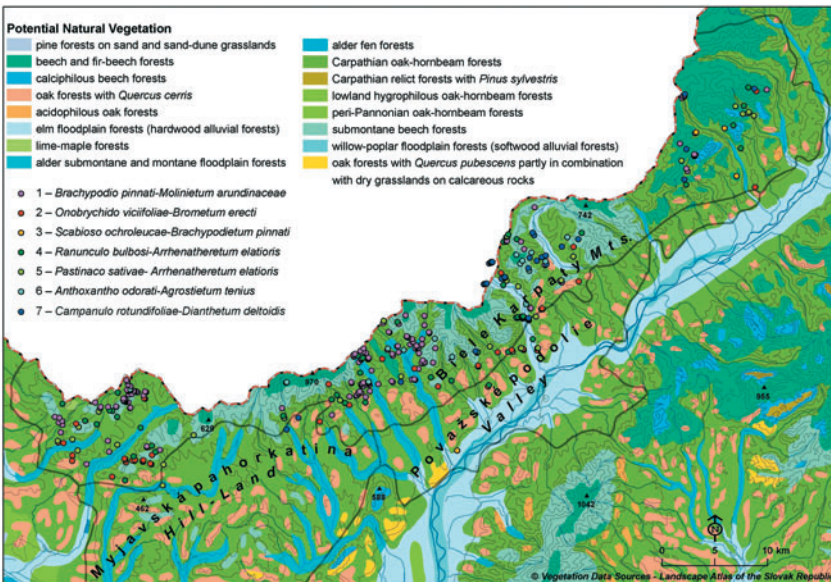 Potential Natural Vegetation
pine forests on sand and sand-dune grasslands
beech and fir-beech forests
calciphilous beech forests
oak forests with Quercus cerris
acidophilous oak forests
elm floodplain forests (hardwood alluvial forests)
lime-maple forests
alder submontane and montane floodplain forests
alder fen forests
Carpathian oak-hornbeam forests
Carpathian relict forests with Pinus sylvestris
lowland hygrophilous oak-hornbeam forests
peri-Pannonian oak-hornbeam forests
submontane beech forests
willow-poplar floodplain forests (softwood alluvial forests)
oak forests with Quercus pubescens partly in combination
with dry grasslands on calcareous rocks
1 – Brachypodio pinnati-Molinietum arundinaceae
2 – Onobrychido viciifoliae-Brometum erecti
3 – Scabioso ochroleucae-Brachypodietum pinnati
4 – Ranunculo bulbosi-Arrhenatheretum elatioris
5 – Pastinaco sativae- Arrhenatheretum elatioris
6 – Anthoxantho odorati-Agrostietum tenius
7 – Campanulo rotundifoliae-Dianthetum deltoidis
742
Biele Karpaty Mts.
970
629
955
Považské Podolie
Valley
Myjavská pahorkatina
Hill-Land
462
589
1042
0 5 10 km
© Vegetation Data Sources - Landscape Atlas of the Slovak Republic